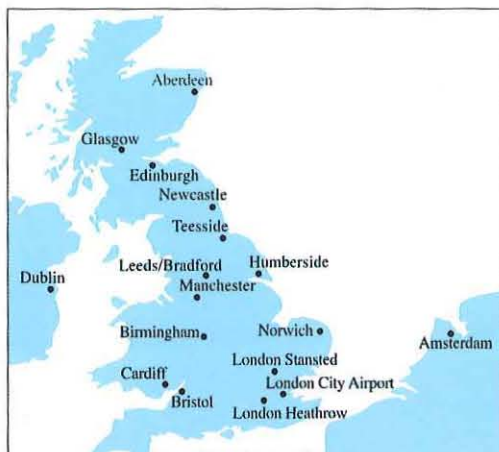 Aberdeen
Glasgow
Edinburgh
Newcastle
Teesside
Leeds/Bradford
Humberside
Dublin
Manchester
Birmingham
Norwich
Amsterdam
London Stansted
Cardiff
London City Airport
Bristol
London Heathrow